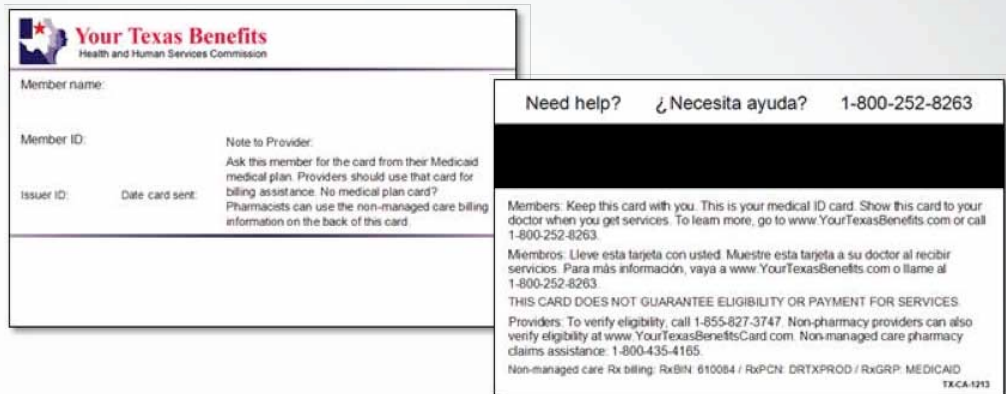 Your Texas Benefits
Health and Human Services Commission
Member name:
Member ID:
Note to Provider:
Ask this member for the card from their Medicaid
medical plan. Providers should use that card for
Issuer ID:
Date card sent:
billing assistance. No medical plan card?
Pharmacists can use the non-managed care billing
information on the back of this card.
Need help? ¿Necesita ayuda? 1-800-252-8263
Members: Keep this card with you. This is your medical ID card. Show this card to your
doctor when you get services. To learn more, go to www.YourTexasBenefits.com or call
1-800-252-8263.
Miembros: Lleve esta tarjeta con usted. Muestre esta tarjeta a su doctor al recibir
servicios. Para más información, vaya a www.YourTexasBenefits.com o llame al
1-800-252-8263.
THIS CARD DOES NOT GUARANTEE ELIGIBILITY OR PAYMENT FOR SERVICES.
Providers: To verify eligibility, call 1-855-827-3747. Non-pharmacy providers can also
verify eligibility at www.YourTexasBenefitsCard.com. Non-managed care pharmacy
claims assistance: 1-800-435-4165.
Non-managed care Rx billing: RxBIN: 610084 / RxPCN: DRTXPROD / RxGRP: MEDICAID
TX-CA-1213